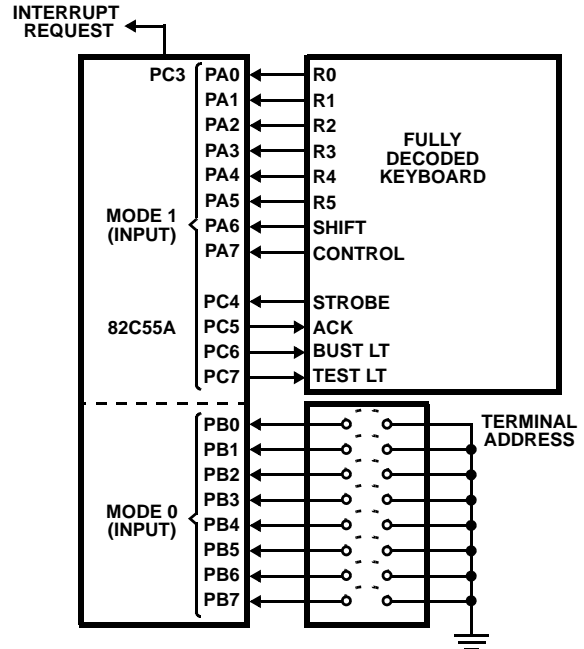 INTERRUPT
REQUEST
PC3 PA0 R0
PA1 R1
PA2 R2
PA3 R3
PA4 R4
PA5 R5
PA6 SHIFT
PA7 CONTROL
FULLY
DECODED
KEYBOARD
MODE 1
(INPUT)
PC4 STROBE
82C55A PC5 ACK
PC6 BUST LT
PC7 TEST LT
PB0
PB1
PB2
PB3
PB4
PB5
PB6
PB7
MODE 0
(INPUT)
TERMINAL
ADDRESS